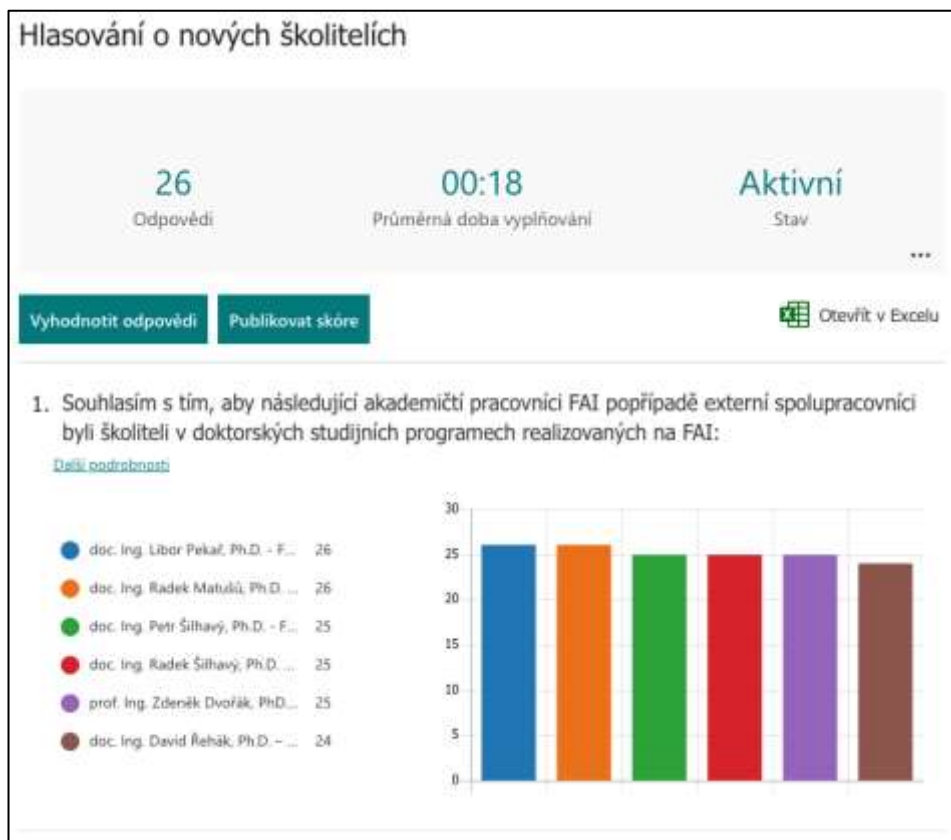 Hlasování o nových školitelích
26
Odpovědi
00:18
Průměrná doba vyplňování
Aktivní
Stav
...
Vyhodnotit odpovědi
Publikovat skóre
Otevřít v Excelu
1. Souhlasím s tím, aby následující akademičtí pracovníci FAI popřípadě externí spolupracovníci
byli školiteli v doktorských studijních programech realizovaných na FAI:
Další podrobnosti
doc. Ing. Libor Pekař, Ph.D. - F... 26
doc. Ing. Radek Matušů, Ph.D. ... 26
doc. Ing. Petr Šilhavý, Ph.D. - F... 25
doc. Ing. Radek Šilhavý, Ph.D. ... 25
prof. Ing. Zdeněk Dvořák, PhD... 25
doc. Ing. David Řehák, Ph.D. – ... 24
30
25
20
15
10
5
0